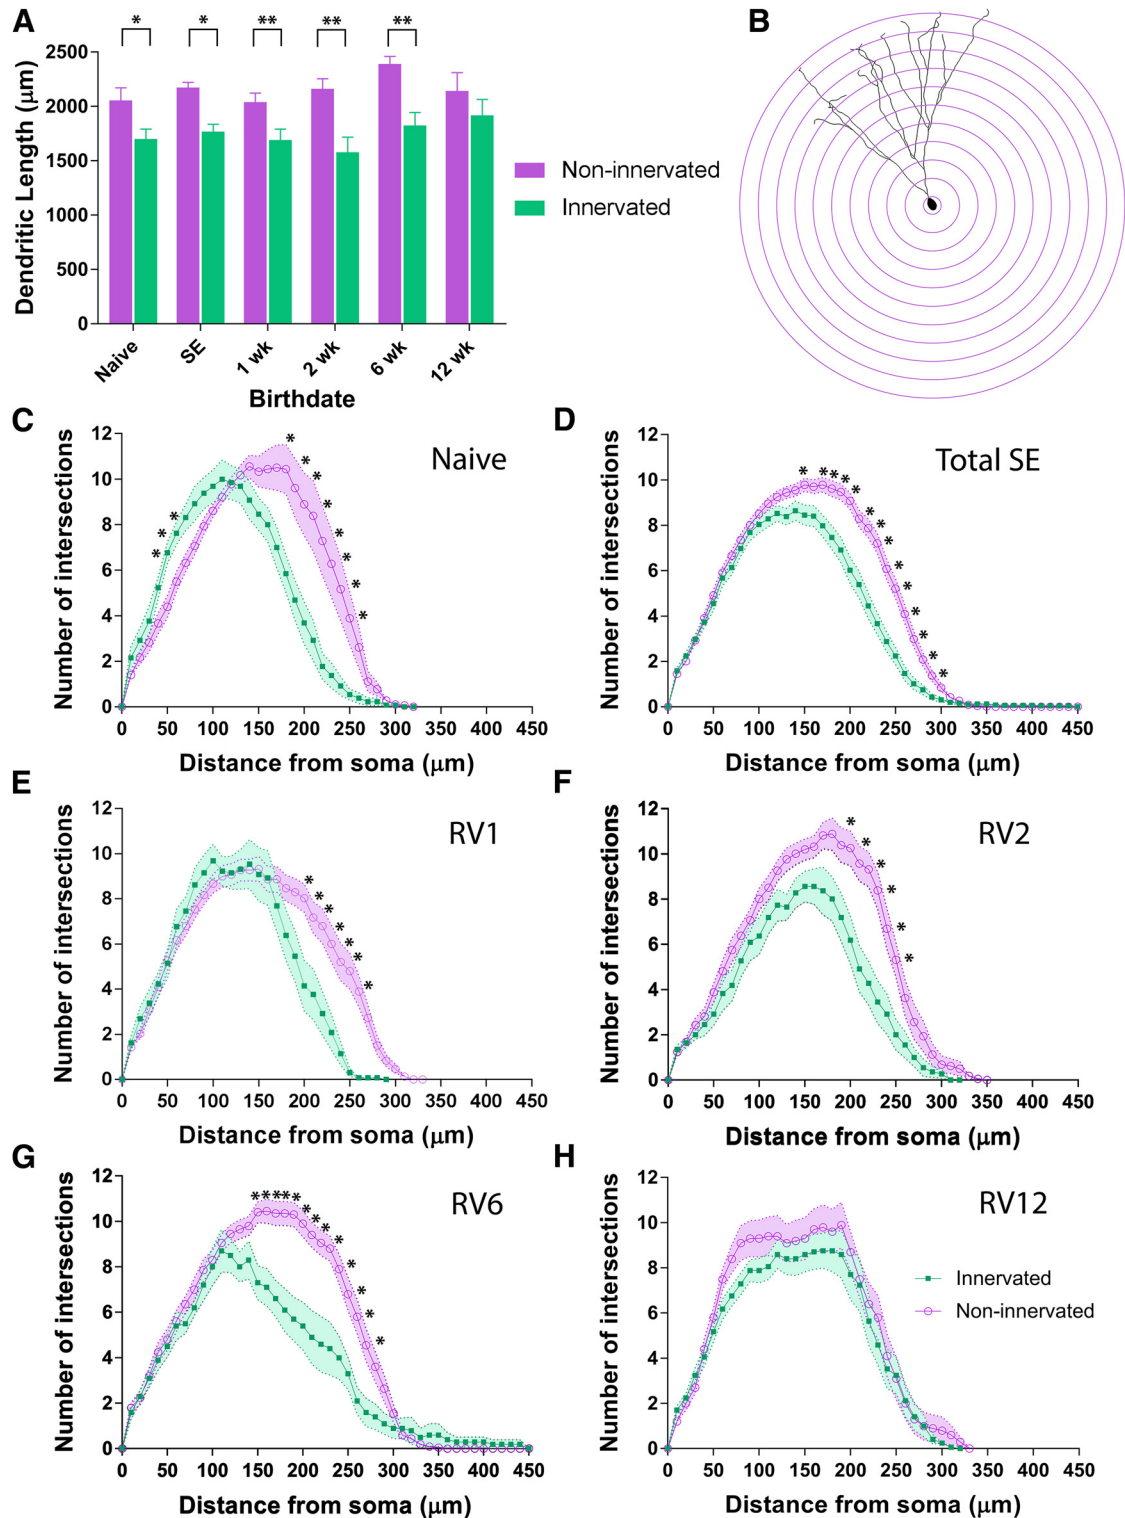 A
* * ** ** **
2500
2000
1500
1000
500
0
Dendritic Length (μm)
Naive SE 1 wk 2 wk 6 wk 12 wk
Birthdate
Non-innervated
Innervated
B
C
Naive
12
10
8
6
4
2
0
Number of intersections
* * * * * * * * * * *
0 50 100 150 200 250 300 350 400 450
Distance from soma (μm)
D
Total SE
12
10
8
6
4
2
0
Number of intersections
* * * * * * * * * * * * * *
0 50 100 150 200 250 300 350 400 450
Distance from soma (μm)
E
RV1
12
10
8
6
4
2
0
Number of intersections
* * * * * * *
0 50 100 150 200 250 300 350 400 450
Distance from soma (μm)
F
RV2
12
10
8
6
4
2
0
Number of intersections
* * * * * *
0 50 100 150 200 250 300 350 400 450
Distance from soma (μm)
G
RV6
12
10
8
6
4
2
0
Number of intersections
* * * * * * * * * * * * *
0 50 100 150 200 250 300 350 400 450
Distance from soma (μm)
H
RV12
12
10
8
6
4
2
0
Number of intersections
Innervated
Non-innervated
0 50 100 150 200 250 300 350 400 450
Distance from soma (μm)